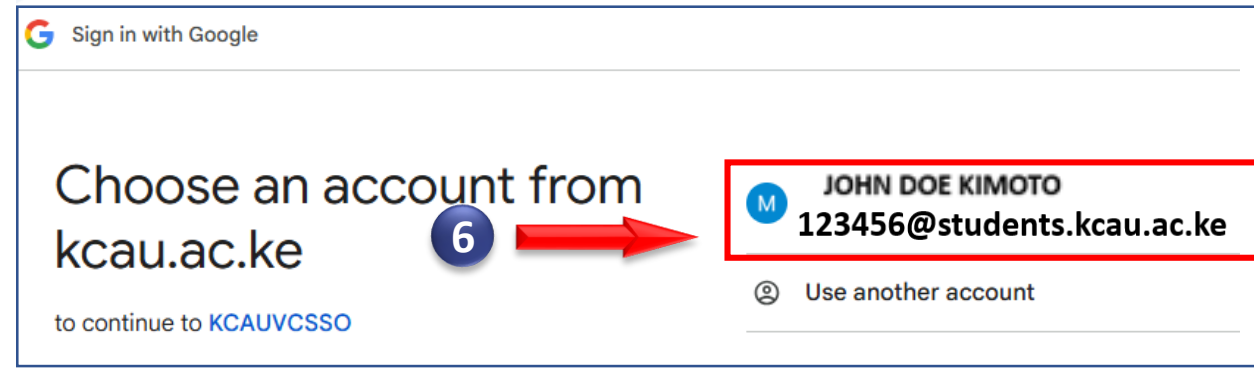 Sign in with Google
Choose an account from
kcau.ac.ke
to continue to KCAUVCSSO
6
M
JOHN DOE KIMOTO
123456@students.kcau.ac.ke
Use another account